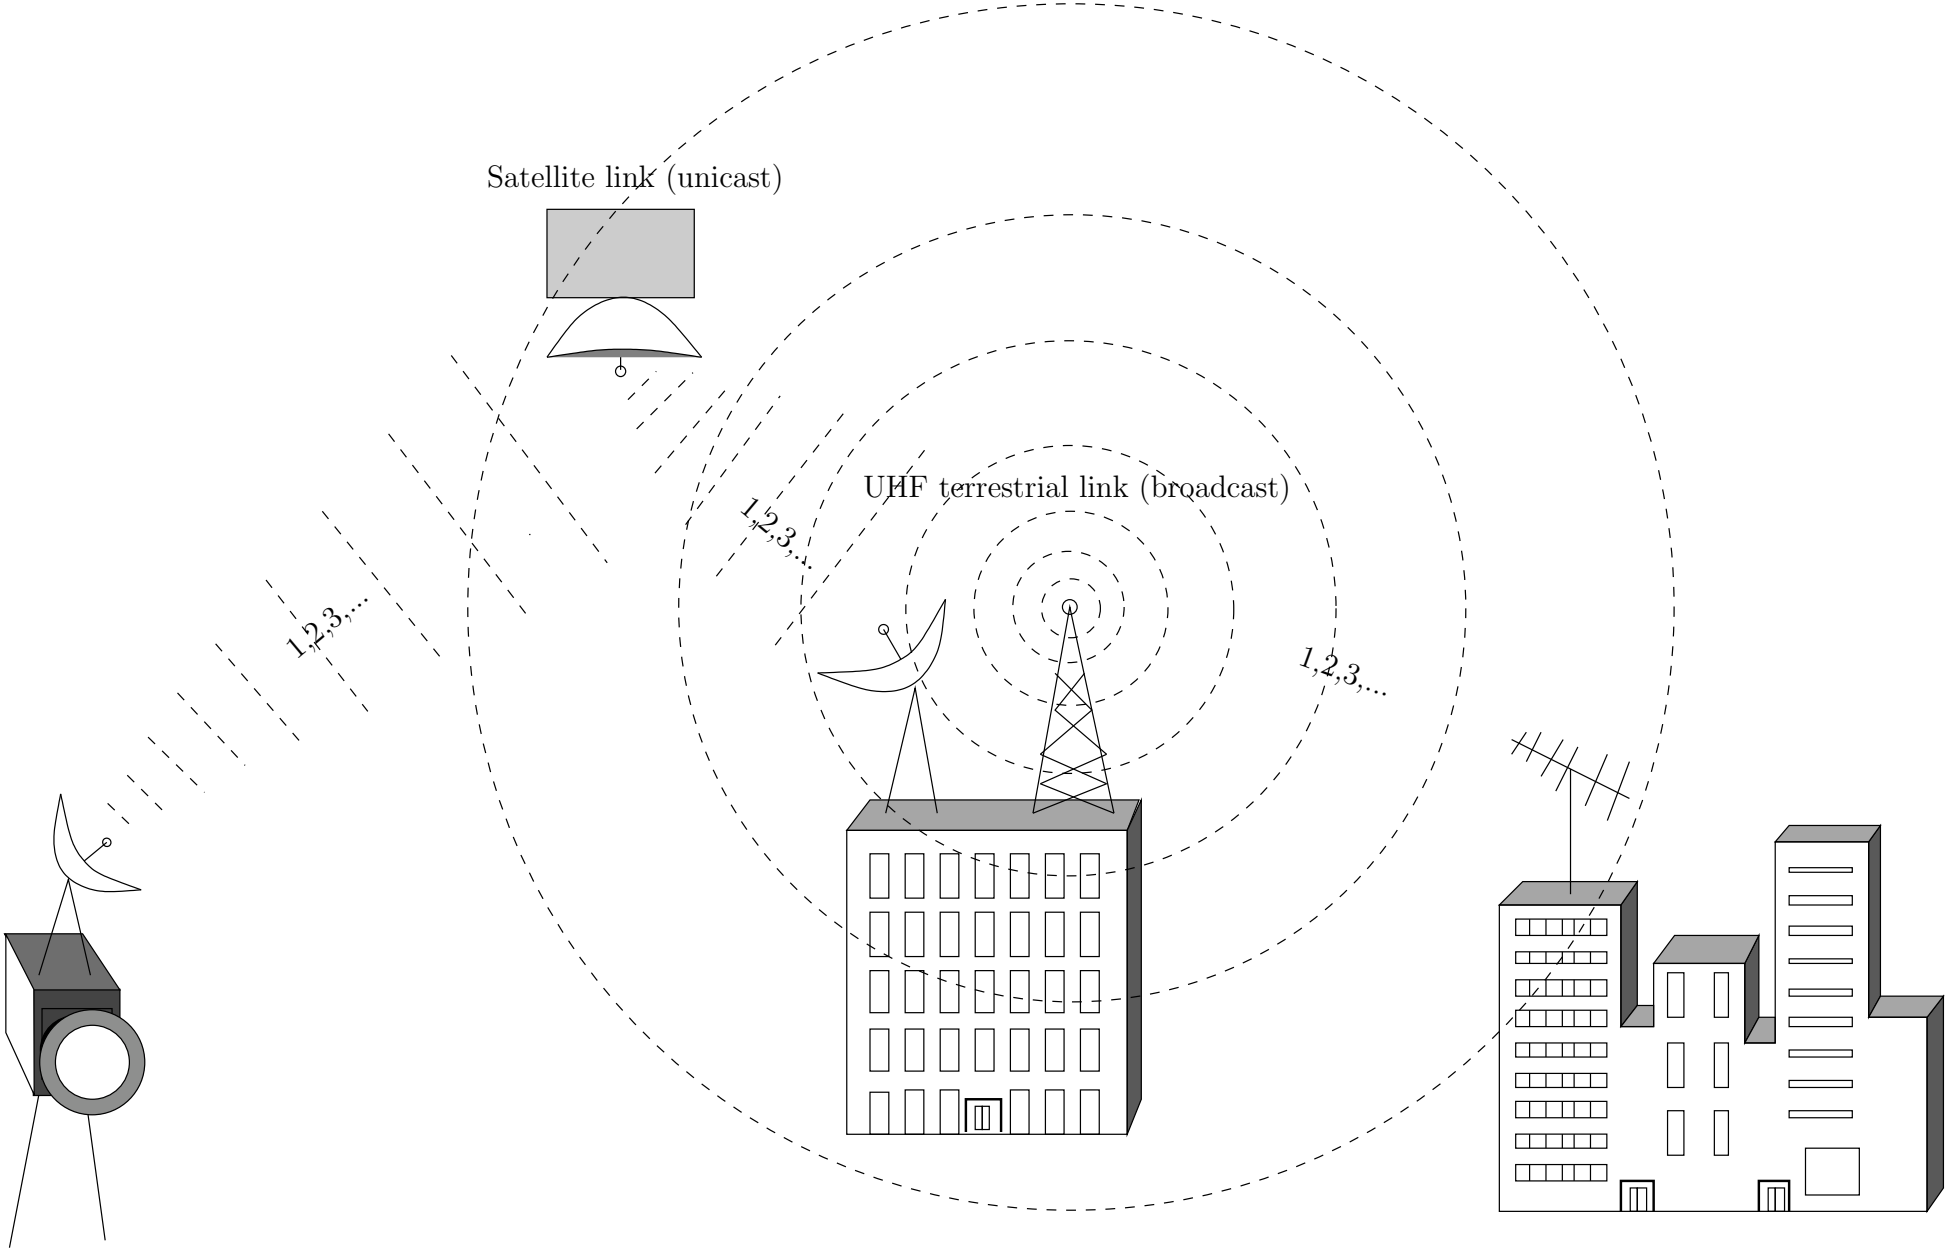 Satellite link (unicast)
UHF terrestrial link (broadcast)
1,2,3,...
1,2,3,...
1,2,3,...